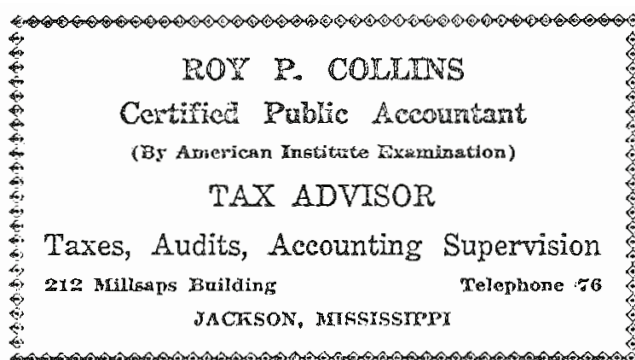 ROY P. COLLINS
Certified Public Accountant
(By American Institute Examination)
TAX ADVISOR
Taxes, Audits, Accounting Supervision
212 Millsaps Building Telephone 76
JACKSON, MISSISSIPPI